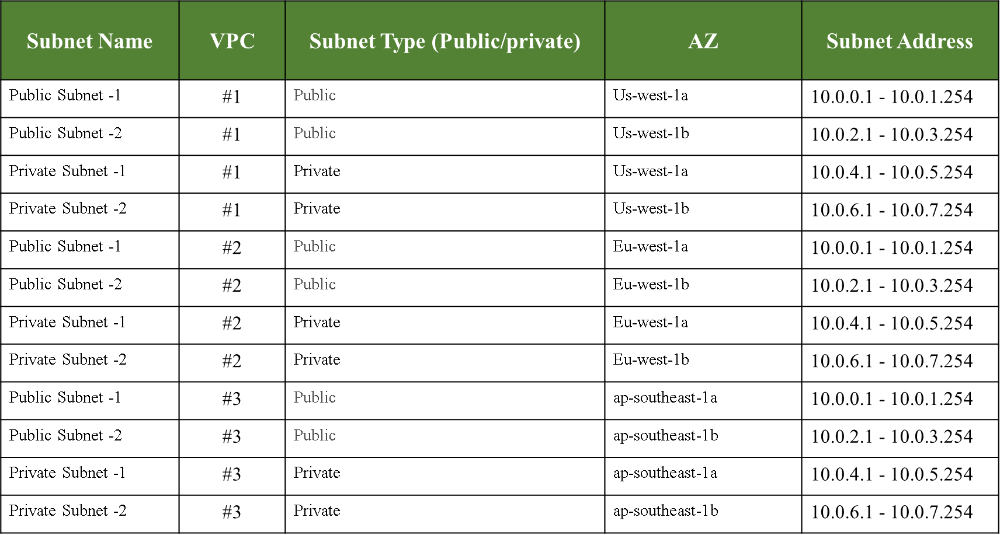 Subnet Name VPC Subnet Type (Public/private) AZ Subnet Address
Public Subnet -1 #1 Public Us-west-1a 10.0.0.1 - 10.0.1.254
Public Subnet -2 #1 Public Us-west-1b 10.0.2.1 - 10.0.3.254
Private Subnet -1 #1 Private Us-west-1a 10.0.4.1 - 10.0.5.254
Private Subnet -2 #1 Private Us-west-1b 10.0.6.1 - 10.0.7.254
Public Subnet -1 #2 Public Eu-west-1a 10.0.0.1 - 10.0.1.254
Public Subnet -2 #2 Public Eu-west-1b 10.0.2.1 - 10.0.3.254
Private Subnet -1 #2 Private Eu-west-1a 10.0.4.1 - 10.0.5.254
Private Subnet -2 #2 Private Eu-west-1b 10.0.6.1 - 10.0.7.254
Public Subnet -1 #3 Public ap-southeast-1a 10.0.0.1 - 10.0.1.254
Public Subnet -2 #3 Public ap-southeast-1b 10.0.2.1 - 10.0.3.254
Private Subnet -1 #3 Private ap-southeast-1a 10.0.4.1 - 10.0.5.254
Private Subnet -2 #3 Private ap-southeast-1b 10.0.6.1 - 10.0.7.254